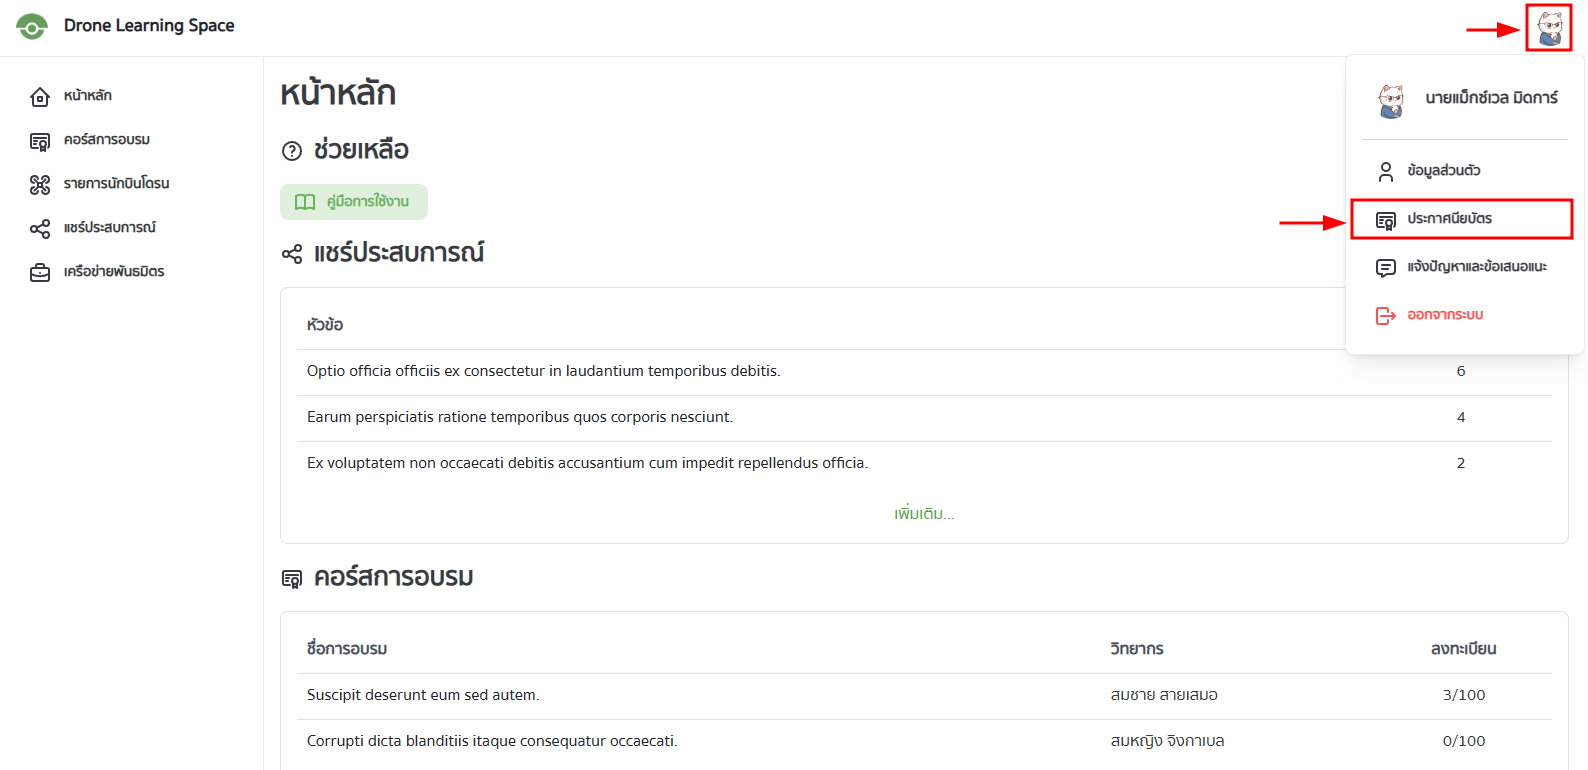 Drone Learning Space
หน้าหลัก
คอร์สการอบรม
รายการนักบินโดรน
แชร์ประสบการณ์
เครือข่ายพันธมิตร
นายแม็กซ์เวล มิดการ์
ข้อมูลส่วนตัว
ประกาศนียบัตร
แจ้งปัญหาและข้อเสนอแนะ
ออกจากระบบ
หน้าหลัก
ช่วยเหลือ
คู่มือการใช้งาน
แชร์ประสบการณ์
หัวข้อ
Optio officia officiis ex consectetur in laudantium temporibus debitis. 6
Earum perspiciatis ratione temporibus quos corporis nesciunt. 4
Ex voluptatem non occaecati debitis accusantium cum impedit repellendus officia. 2
เพิ่มเติม...
คอร์สการอบรม
ชื่อการอบรม วิทยากร ลงทะเบียน
Suscipit deserunt eum sed autem. สมชาย สายเสมอ 3/100
Corrupti dicta blanditiis itaque consequatur occaecati. สมหญิง จิงกาเบล 0/100